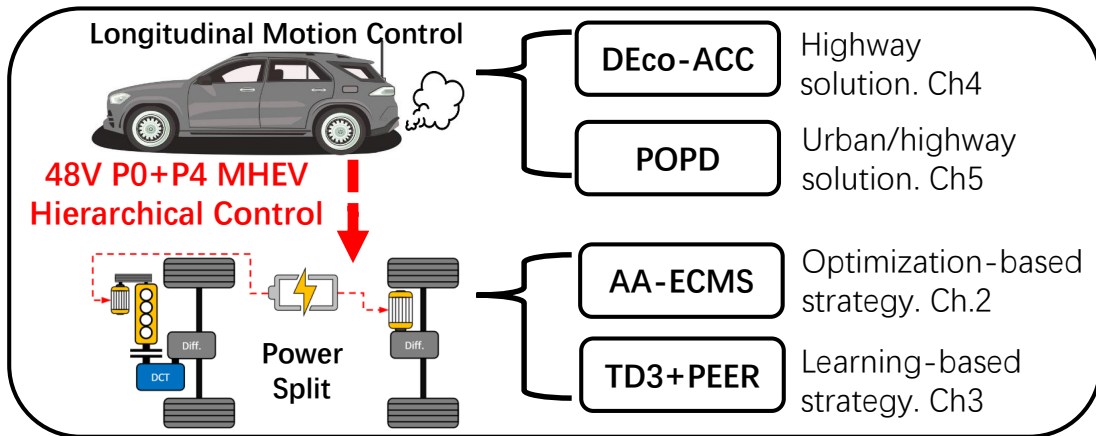 Longitudinal Motion Control
DEco-ACC
Highway
solution. Ch4
POPD
Urban/highway
solution. Ch5
48V P0+P4 MHEV
Hierarchical Control
AA-ECMS
Optimization-based
strategy. Ch.2
TD3+PEER
Learning-based
strategy. Ch3
Diff.
Diff.
DCT
Power
Split